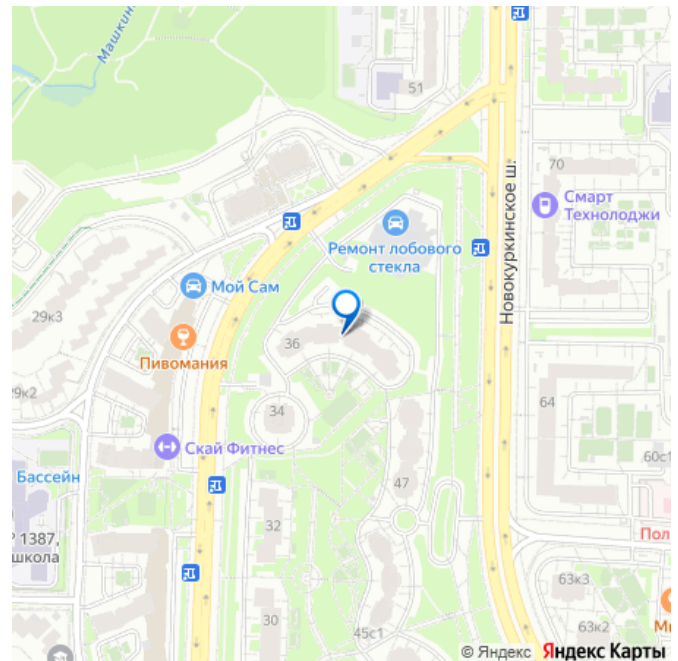 Машкин
51
70
Смарт
Технолоджи
Новокуркинское ш.
Ремонт лобового
стекла
Мой Сам
29к3
Пивомания
36
29к2
34
64
Скай Фитнес
60с1
Бассейн
47
1387,
школа
32
Пол
63к3
30
45с1
63к2
Ми
© Яндекс Яндекс Карты